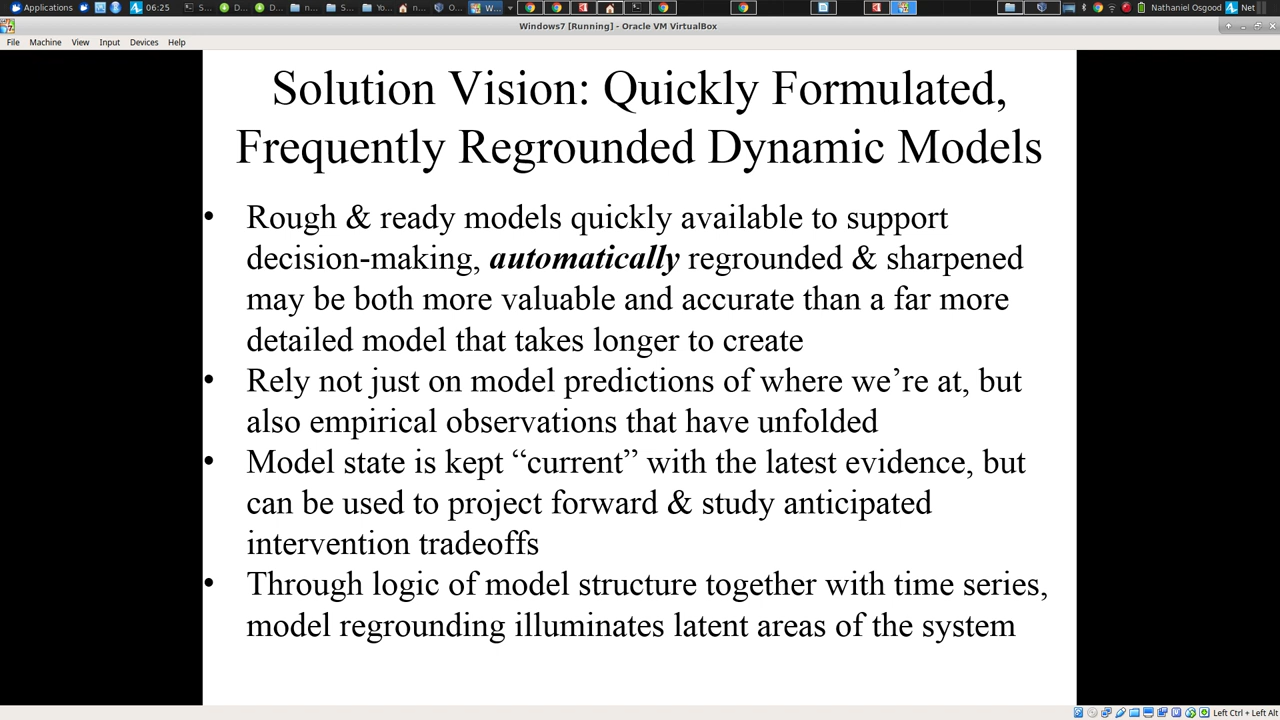 Applications
06:25
Nathaniel Osgood
Net
Windows7 [Running] - Oracle VM VirtualBox
File Machine View Input Devices Help
Solution Vision: Quickly Formulated,
Frequently Regrounded Dynamic Models
• Rough & ready models quickly available to support
decision-making, automatically regrounded & sharpened
may be both more valuable and accurate than a far more
detailed model that takes longer to create
• Rely not just on model predictions of where we’re at, but
also empirical observations that have unfolded
• Model state is kept “current” with the latest evidence, but
can be used to project forward & study anticipated
intervention tradeoffs
• Through logic of model structure together with time series,
model regrounding illuminates latent areas of the system
Left Ctrl + Left Alt